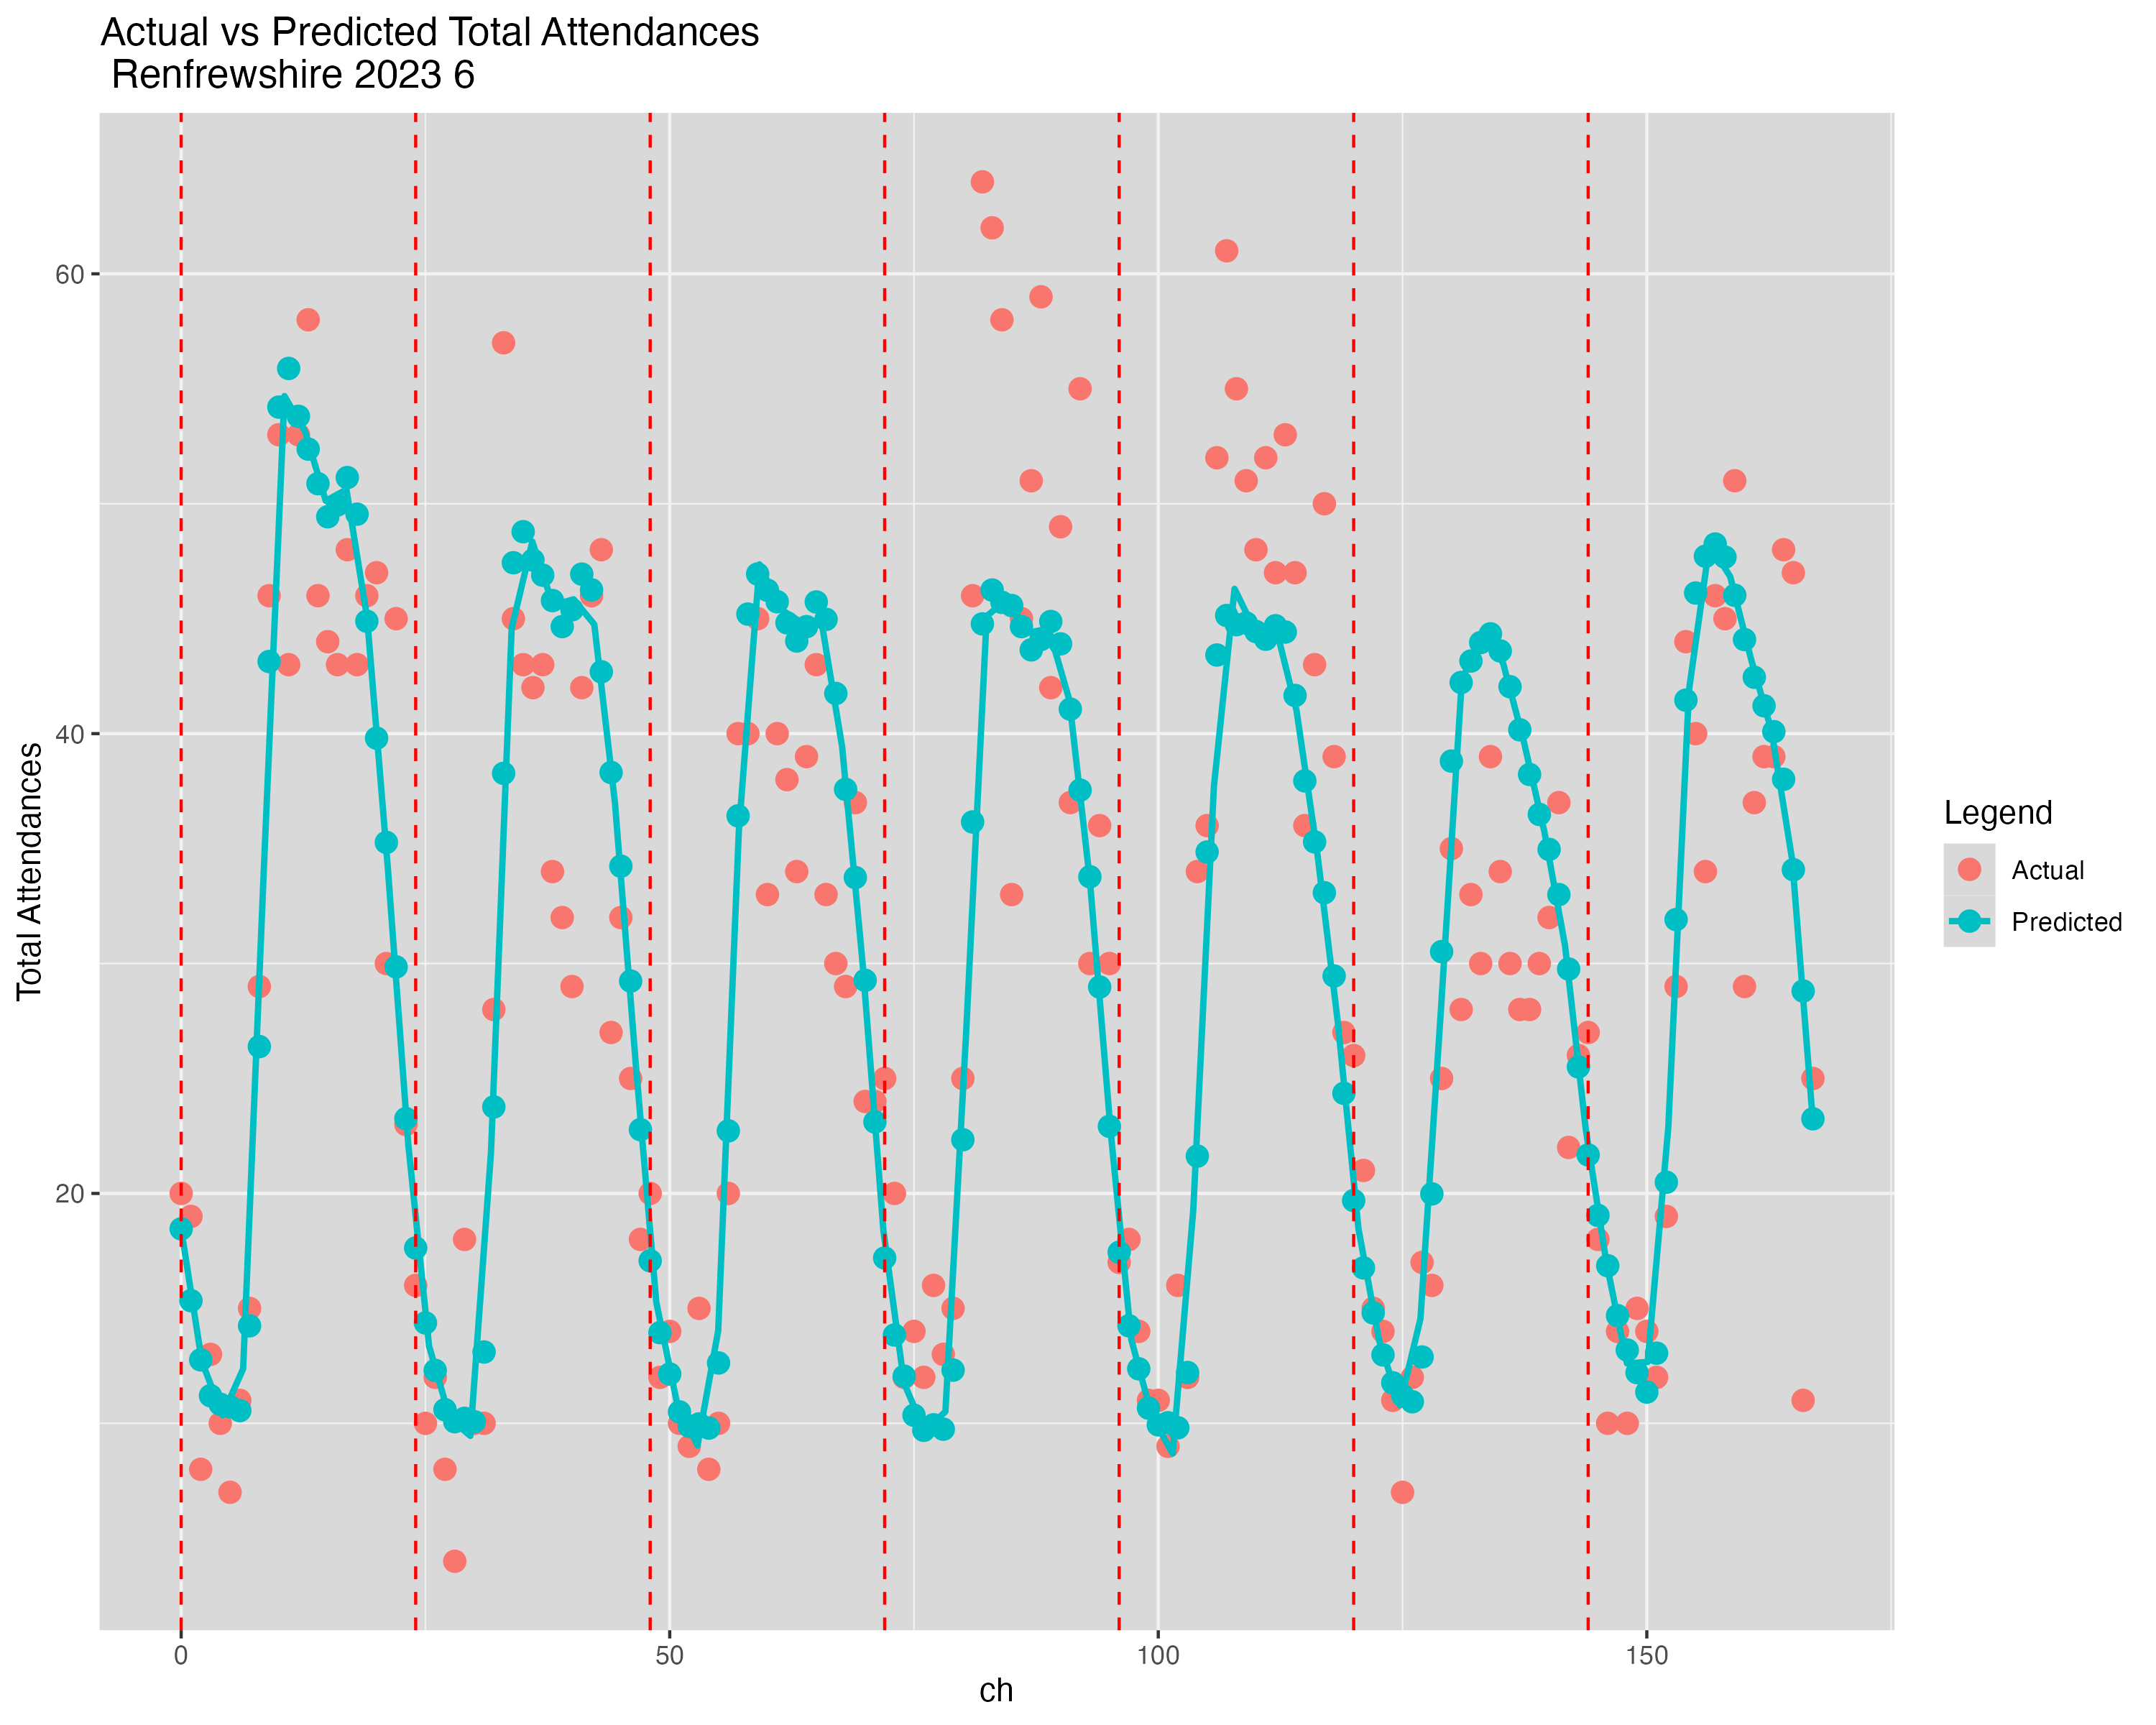 Actual vs Predicted Total Attendances
Renfrewshire 2023 6
60
40
20
Total Attendances
0
50
100
150
ch
Legend
Actual
Predicted